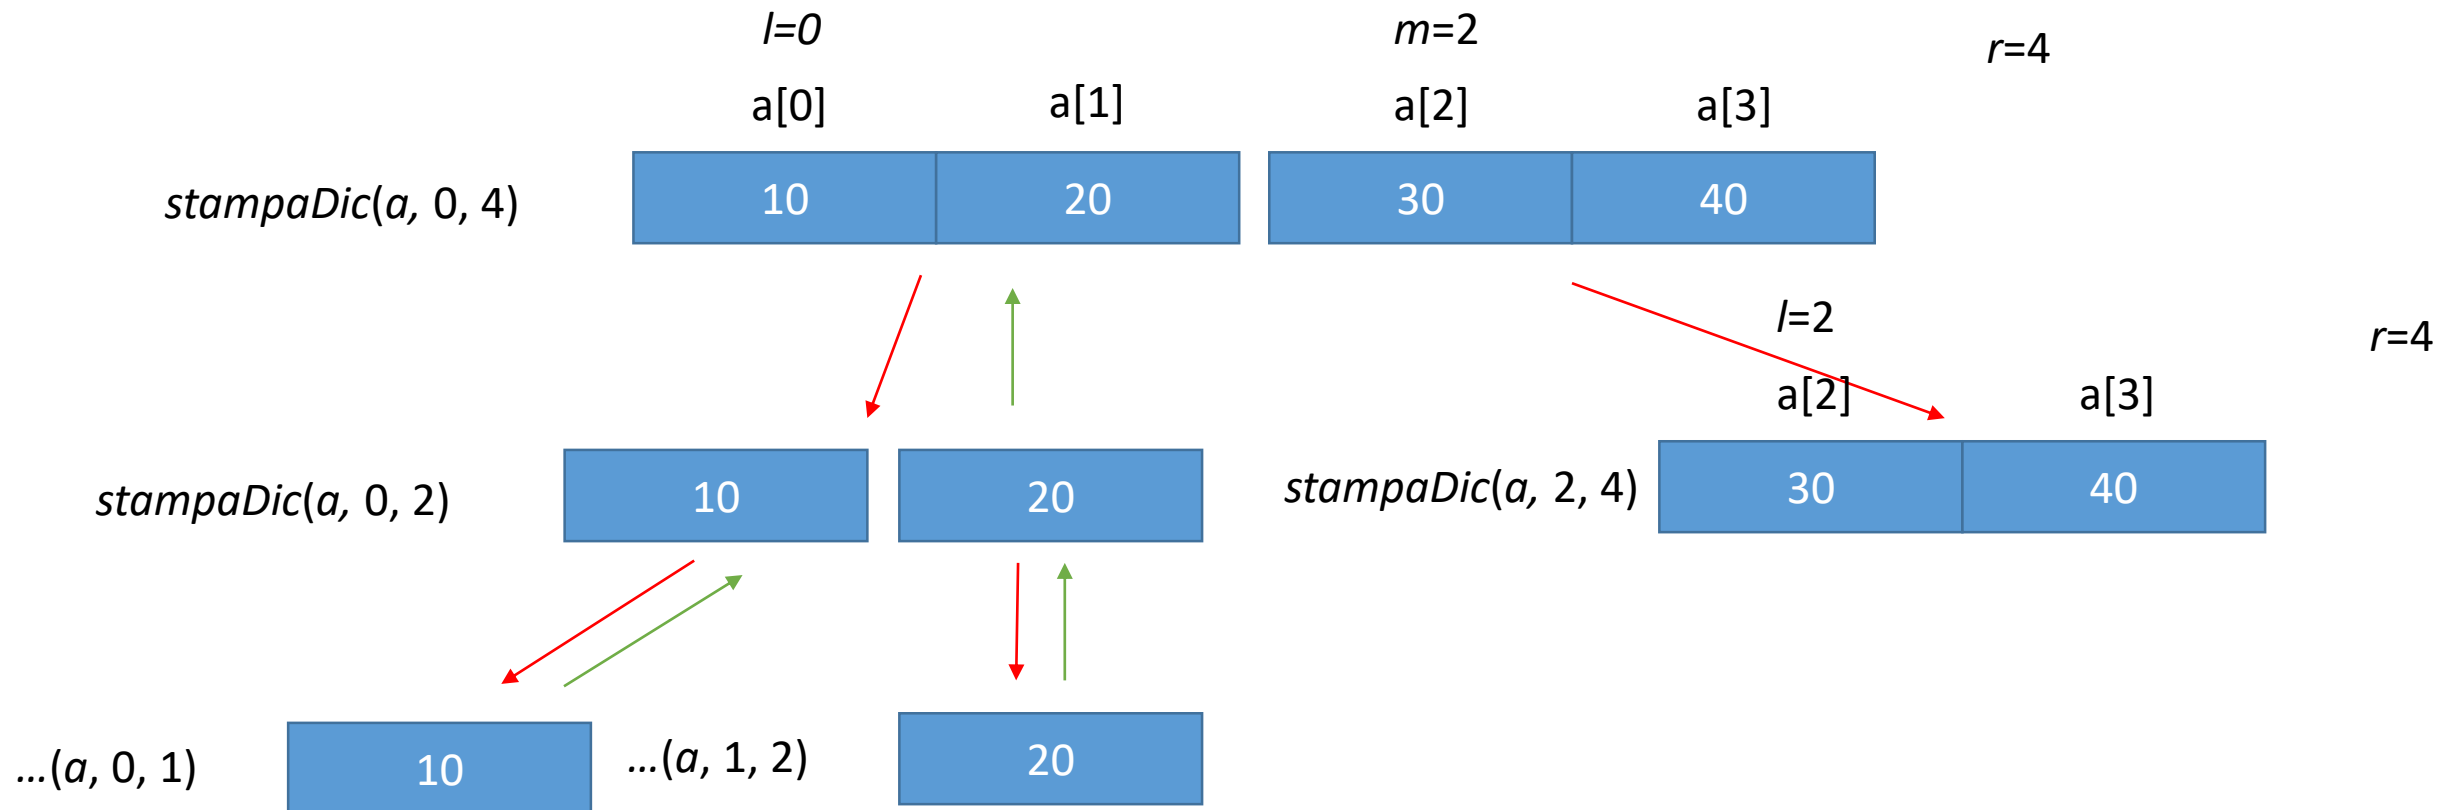 l=0 m=2 r=4
a[0] a[1] a[2] a[3]
stampaDic(a, 0, 4) 10 20 30 40
l=2 r=4
a[2] a[3]
stampaDic(a, 0, 2) 10 20 stampaDic(a, 2, 4) 30 40
...(a, 0, 1) 10 ...(a, 1, 2) 20